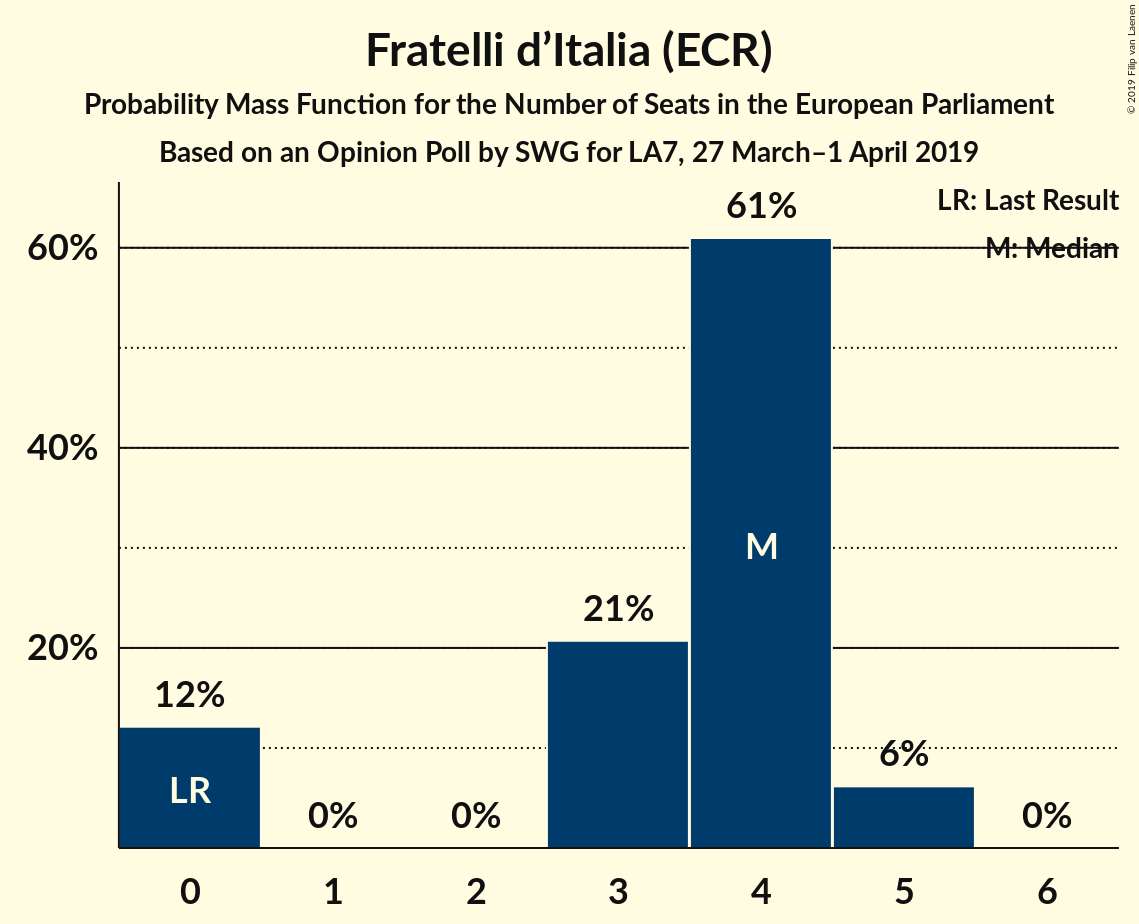 Fratelli d’Italia (ECR)
Probability Mass Function for the Number of Seats in the European Parliament
Based on an Opinion Poll by SWG for LA7, 27 March–1 April 2019
© 2019 Filip van Laenen
LR: Last Result
M: Median
61%
60%
40%
M
21%
20%
12%
6%
LR
0%
0%
0%
0
1
2
3
4
5
6